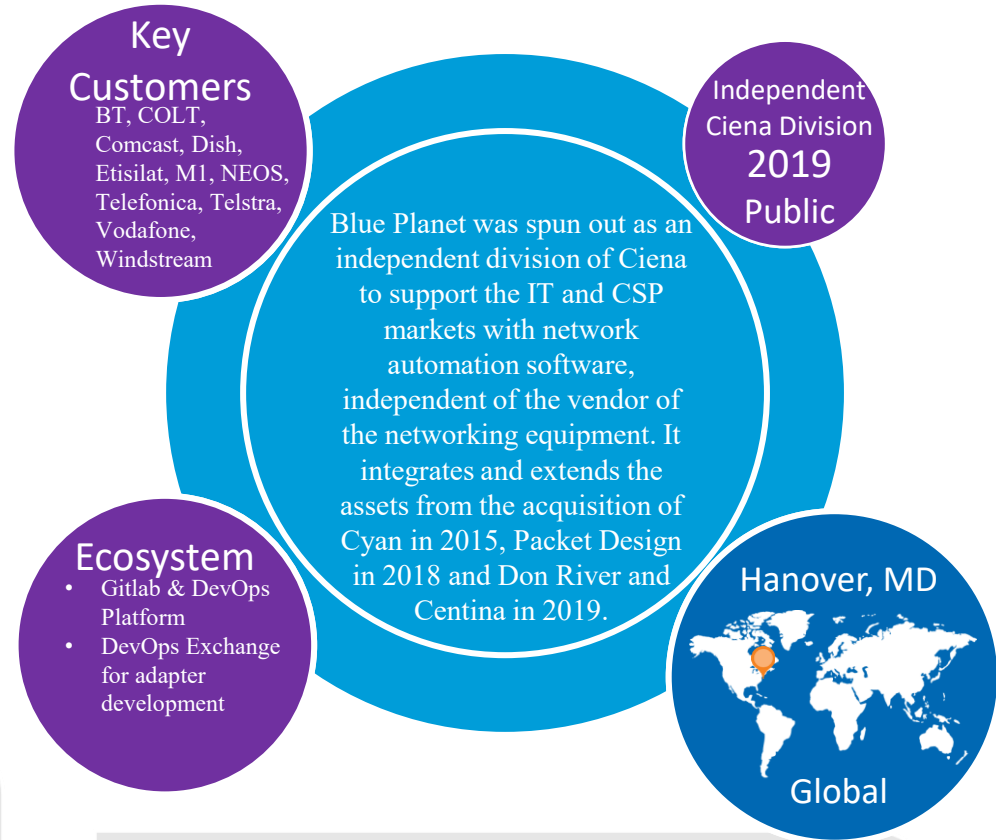 Key
Customers
BT, COLT,
Comcast, Dish,
Etisilat, M1, NEOS,
Telefonica, Telstra,
Vodafone,
Windstream
Independent
Ciena Division
2019
Public
Blue Planet was spun out as an
independent division of Ciena
to support the IT and CSP
markets with network
automation software,
independent of the vendor of
the networking equipment. It
integrates and extends the
assets from the acquisition of
Cyan in 2015, Packet Design
in 2018 and Don River and
Centina in 2019.
Ecosystem
• Gitlab & DevOps
Platform
• DevOps Exchange
for adapter
development
Hanover, MD
Global